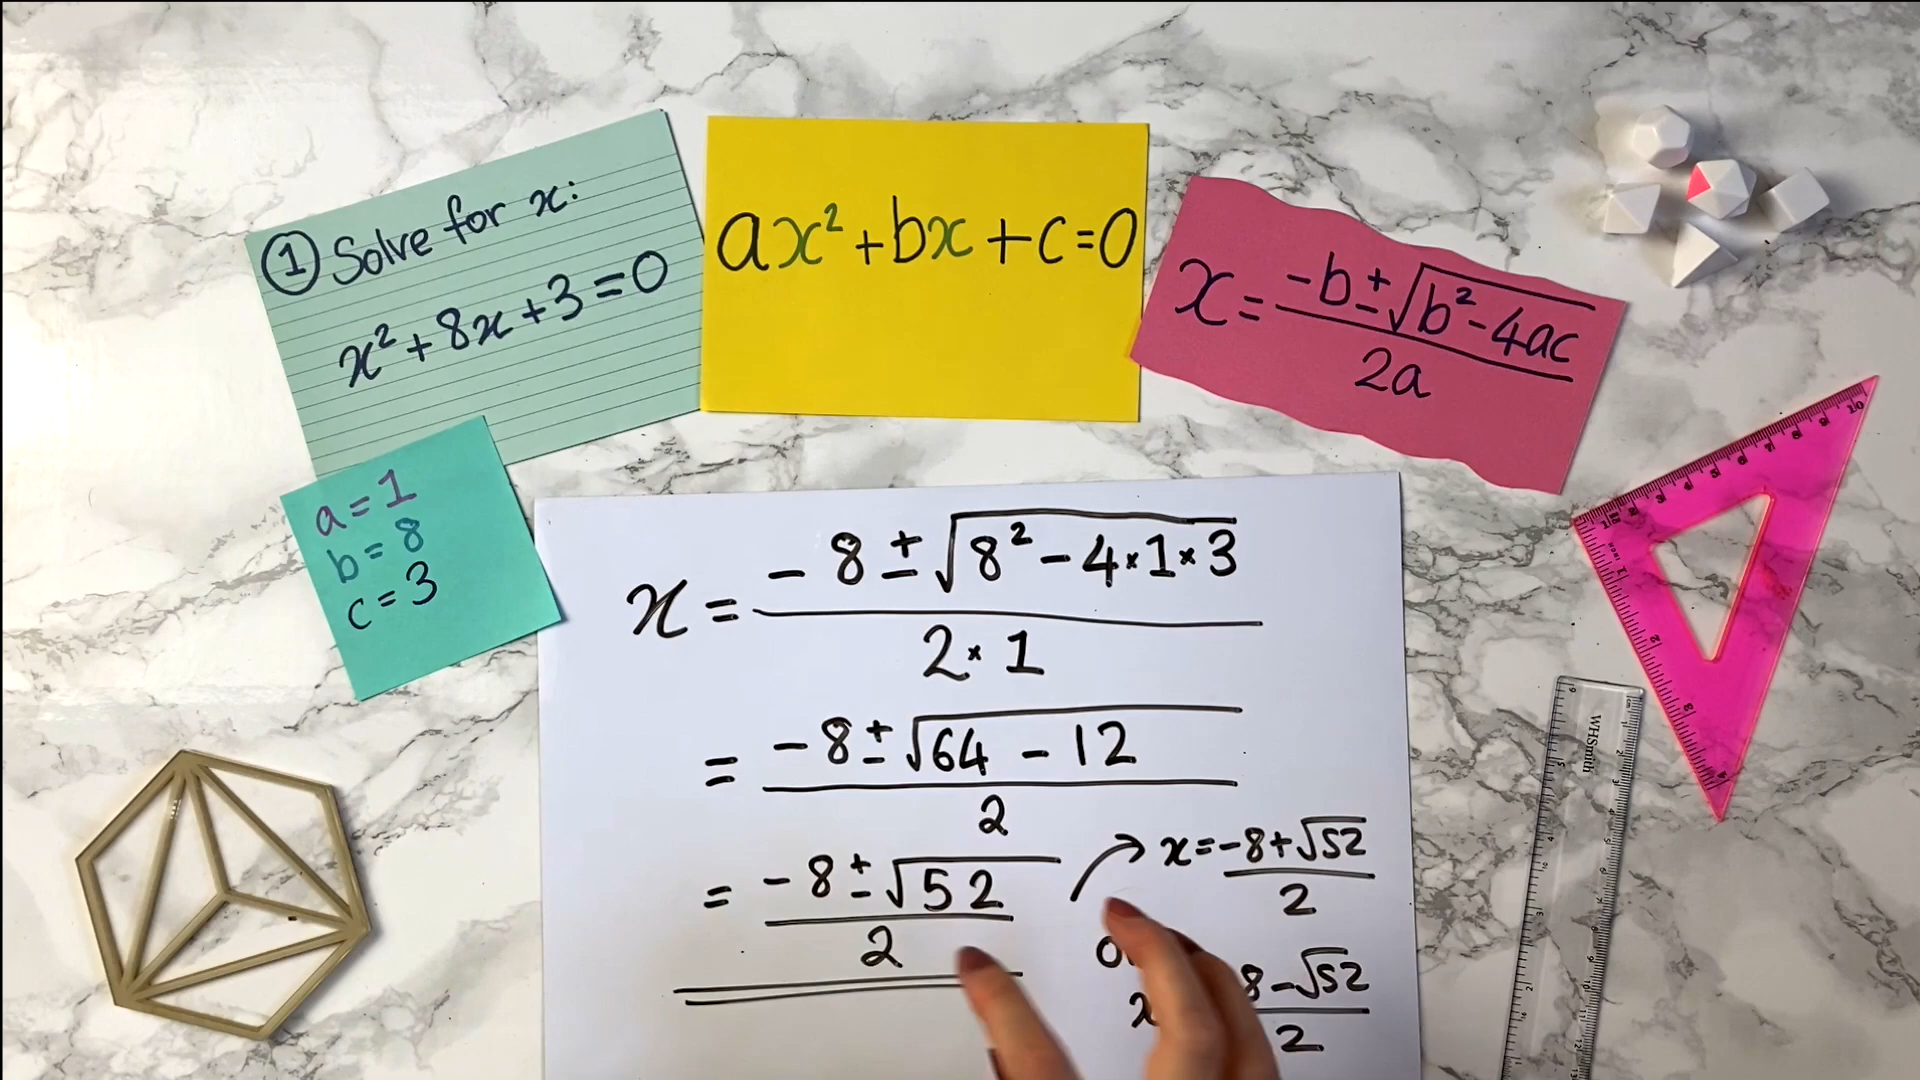 ① Solve for x:
x² + 8x + 3 = 0
ax² + bx + c = 0
x = (-b ± √(b² - 4ac)) / 2a
a = 1
b = 8
c = 3
x = (-8 ± √(8² - 4×1×3)) / (2×1)
= (-8 ± √(64 - 12)) / 2
= (-8 ± √52) / 2
x = (-8 + √52) / 2
8 - √52 / 2
WHSmith